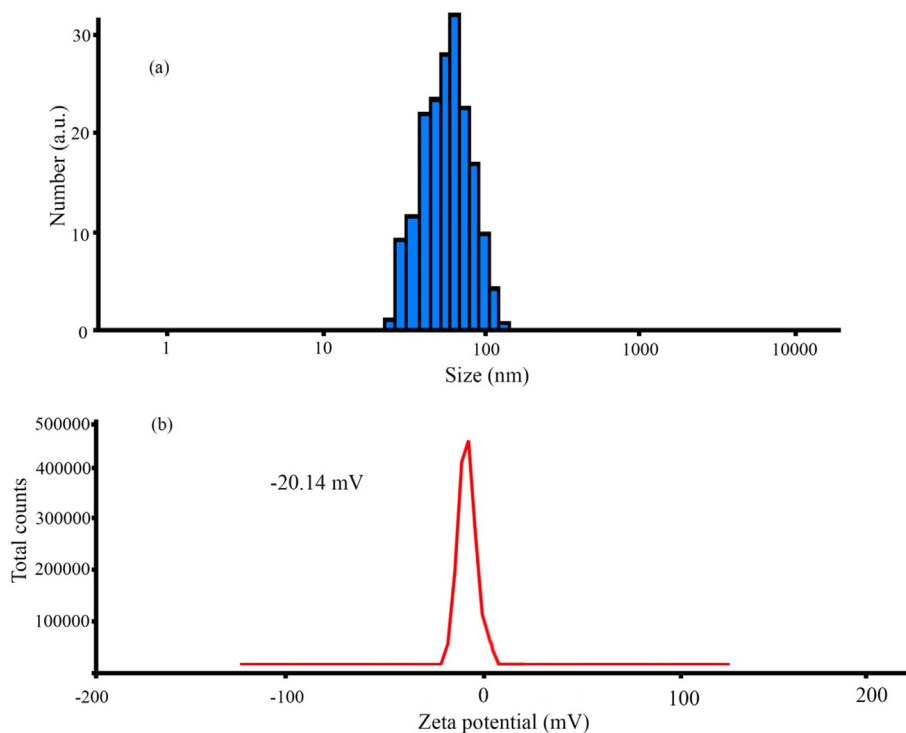 30
(a)
20
Number (a.u.)
10
0
1 10 100 1000 10000
Size (nm)
500000
(b)
400000
-20.14 mV
300000
Total counts
200000
100000
-200 -100 0 100 200
Zeta potential (mV)